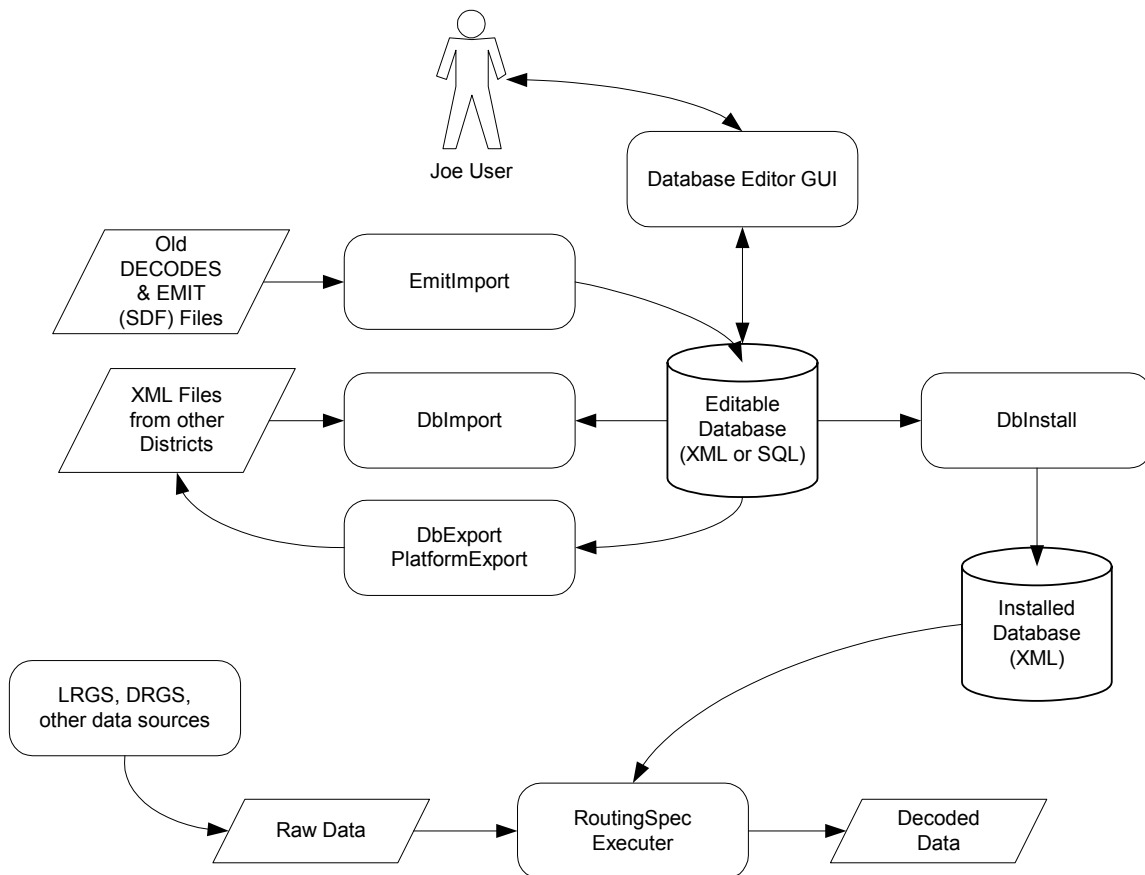 Joe User
Database Editor GUI
Old
DECODES
& EMIT
(SDF) Files
EmitImport
XML Files
from other
Districts
DbImport
Editable
Database
(XML or SQL)
DbInstall
DbExport
PlatformExport
Installed
Database
(XML)
LRGS, DRGS,
other data sources
Raw Data
RoutingSpec
Executer
Decoded
Data